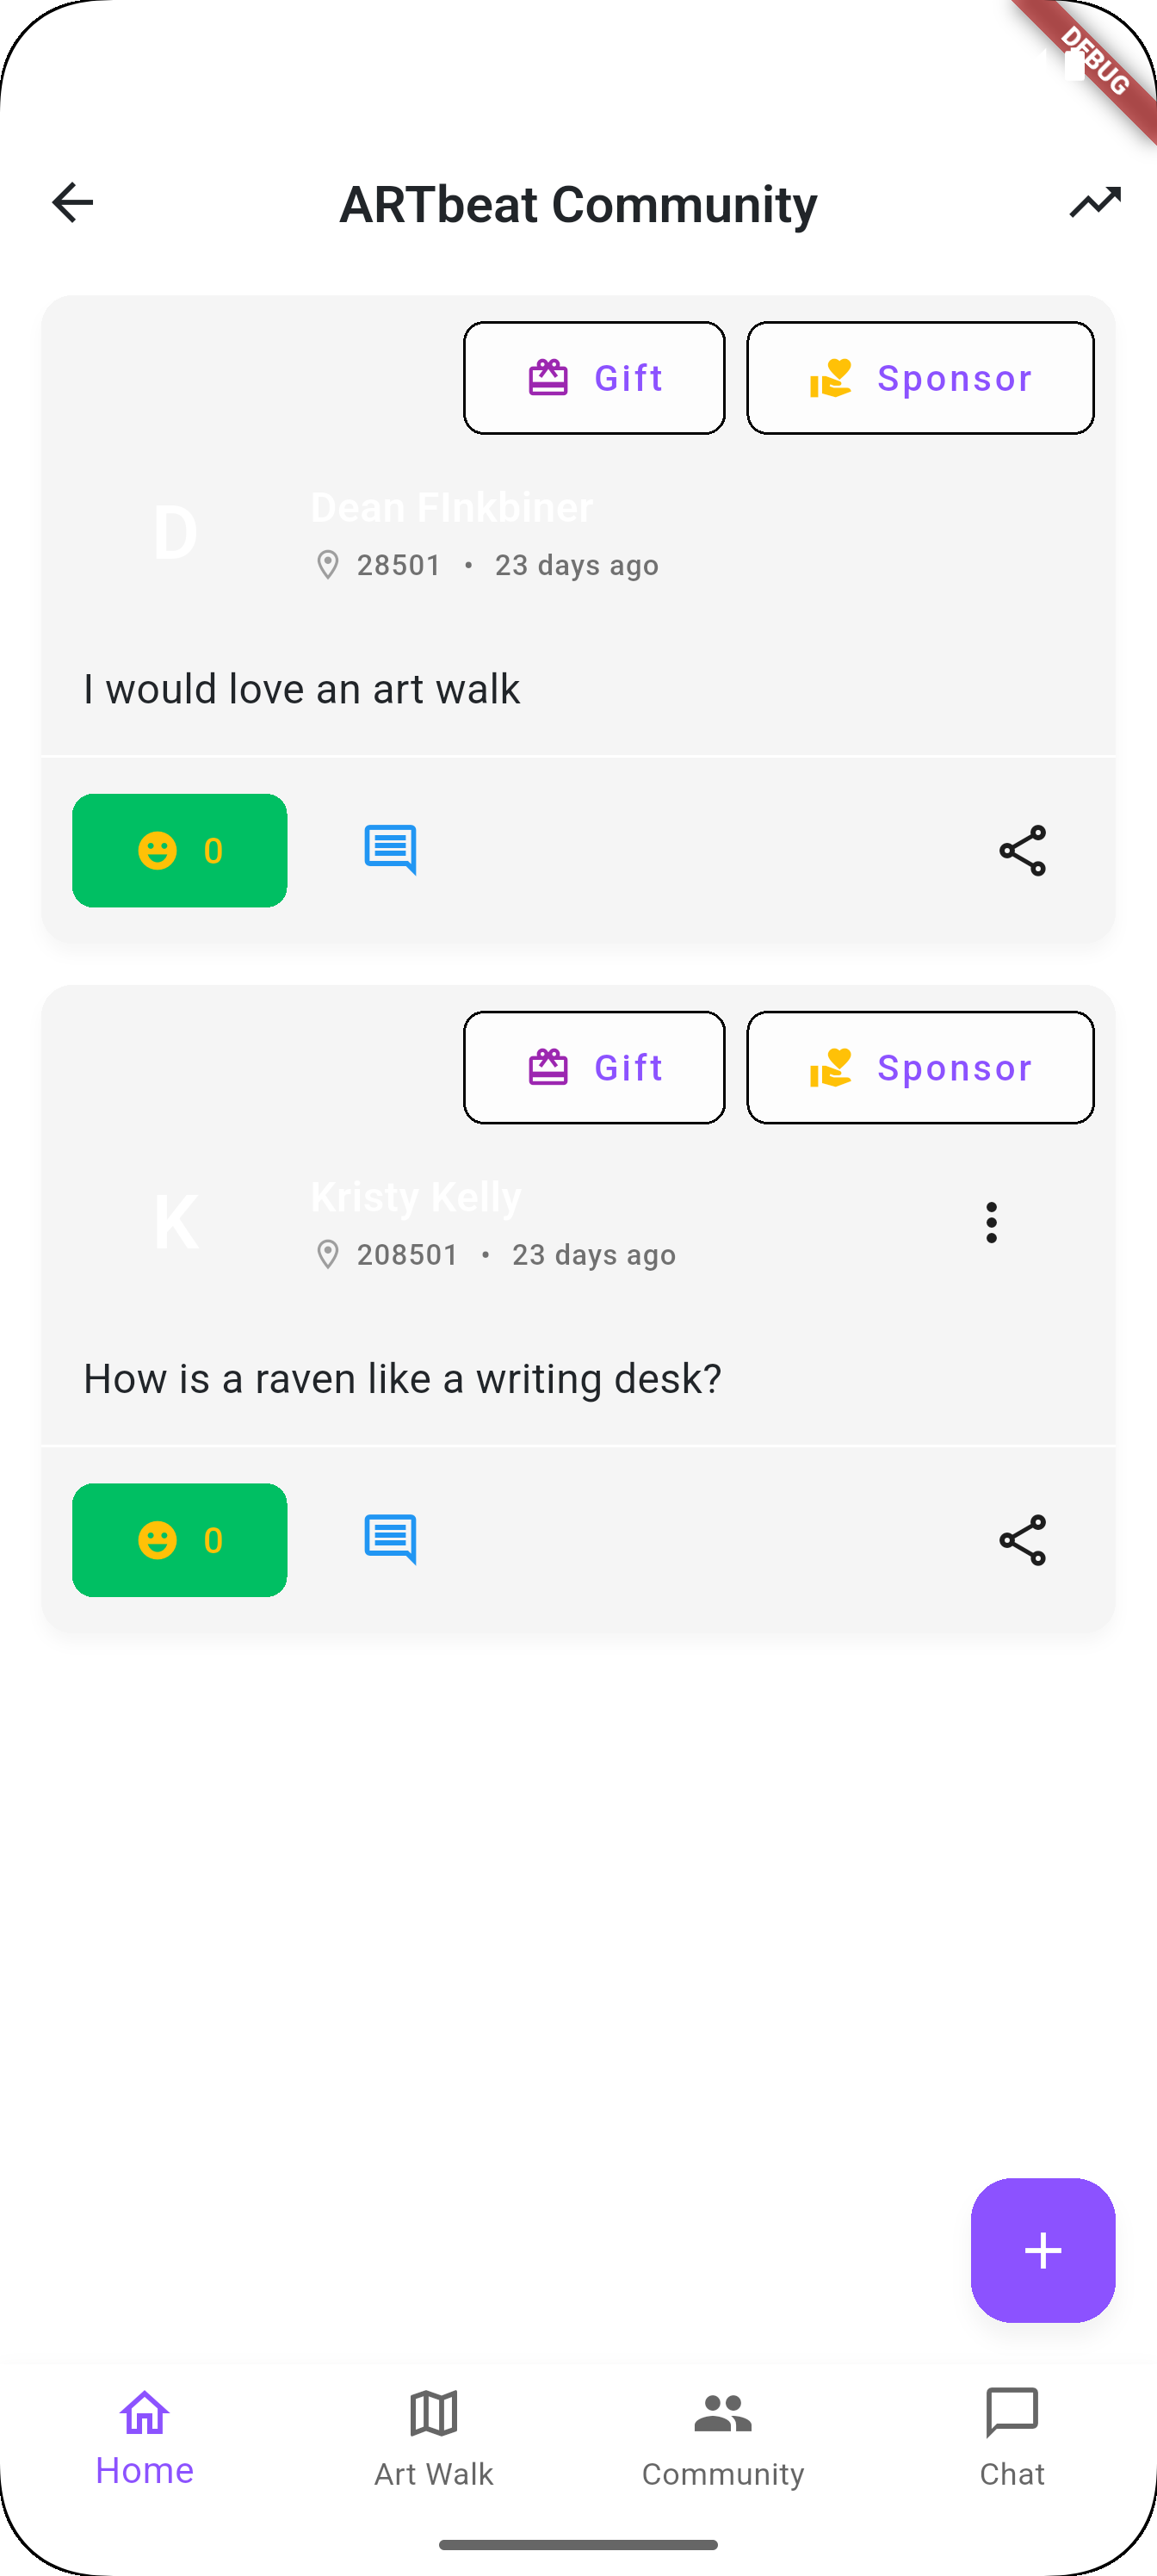 DEBUG
ARTbeat Community
Gift Sponsor
D
Dean FInkbiner
28501 • 23 days ago
I would love an art walk
0
Gift Sponsor
K
Kristy Kelly
208501 • 23 days ago
How is a raven like a writing desk?
0
Home Art Walk Community Chat